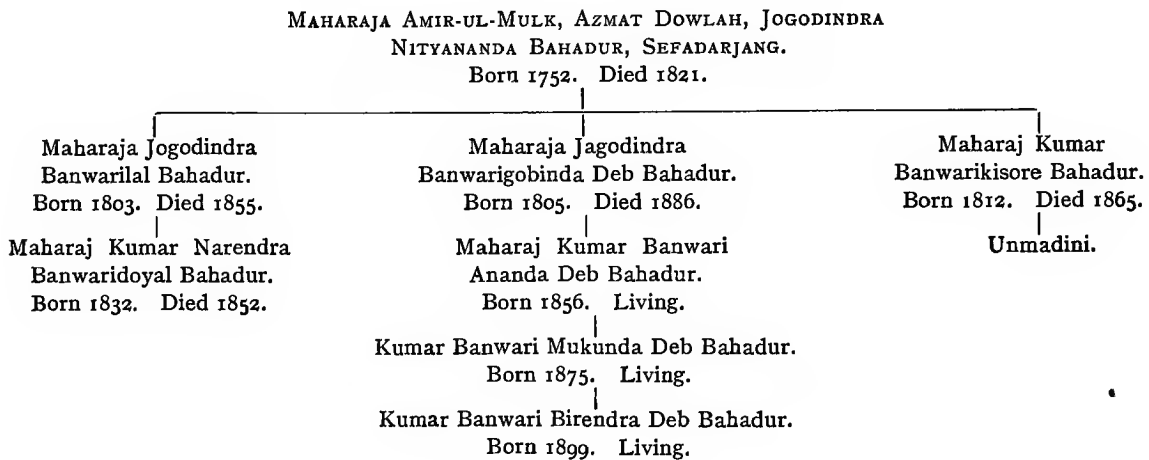 MAHARAJA AMIR-UL-MULK, AZMAT DOWLAH, JOGODINDRA
NITYANANDA BAHADUR, SEFADARJANG.
Born 1752. Died 1821.
Maharaja Jogodindra
Banwarilal Bahadur.
Born 1803. Died 1855.
Maharaj Kumar Narendra
Banwaridoyal Bahadur.
Born 1832. Died 1852.
Maharaja Jagodindra
Banwarigobinda Deb Bahadur.
Born 1805. Died 1886.
Maharaj Kumar Banwari
Ananda Deb Bahadur.
Born 1856. Living.
Kumar Banwari Mukunda Deb Bahadur.
Born 1875. Living.
Kumar Banwari Birendra Deb Bahadur.
Born 1899. Living.
Maharaj Kumar
Banwarikisore Bahadur.
Born 1812. Died 1865.
Unmadini.